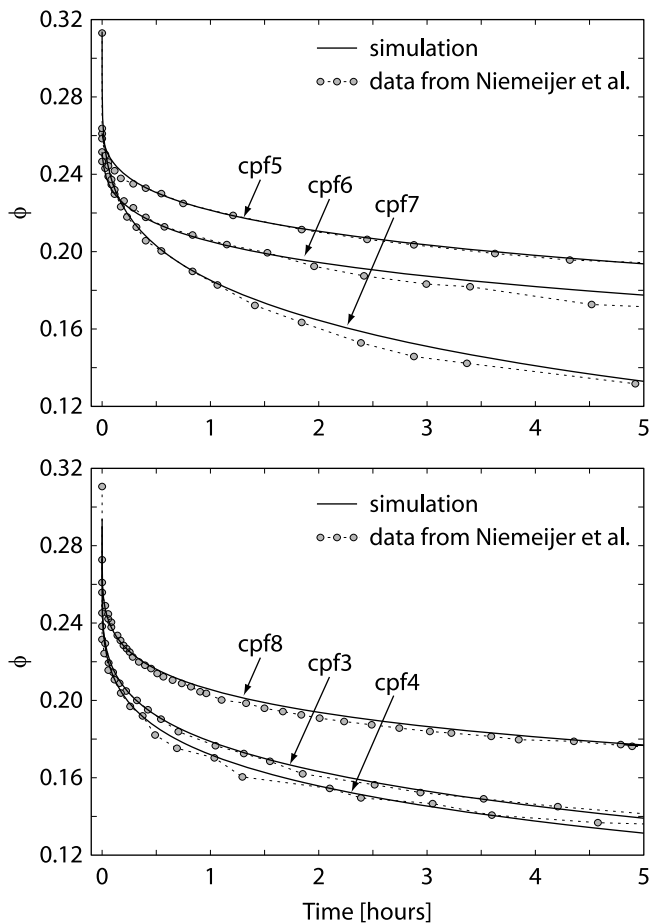 0.32
0.28
0.24
0.20
0.16
0.12
ϕ
simulation
data from Niemeijer et al.
cpf5
cpf6
cpf7
0 1 2 3 4 5
0.32
0.28
0.24
0.20
0.16
0.12
ϕ
simulation
data from Niemeijer et al.
cpf8
cpf3
cpf4
0 1 2 3 4 5
Time [hours]